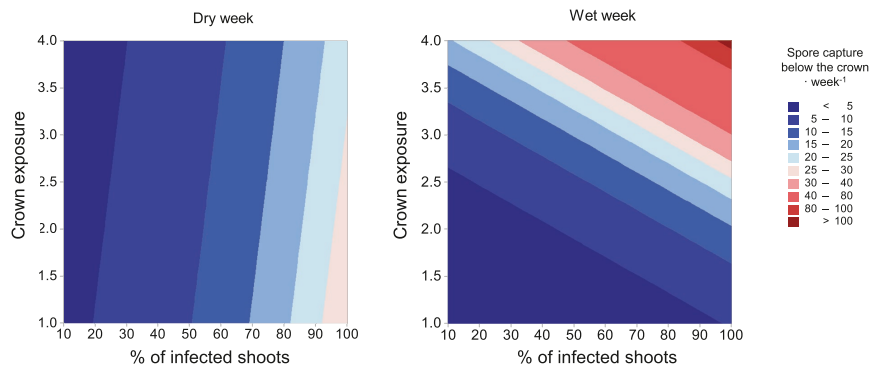 Dry week
Crown exposure
4.0
3.5
3.0
2.5
2.0
1.5
1.0
10 20 30 40 50 60 70 80 90 100
% of infected shoots
Wet week
Crown exposure
4.0
3.5
3.0
2.5
2.0
1.5
1.0
10 20 30 40 50 60 70 80 90 100
% of infected shoots
Spore capture
below the crown
· week-1
< 5
5 – 10
10 – 15
15 – 20
20 – 25
25 – 30
30 – 40
40 – 80
80 – 100
> 100